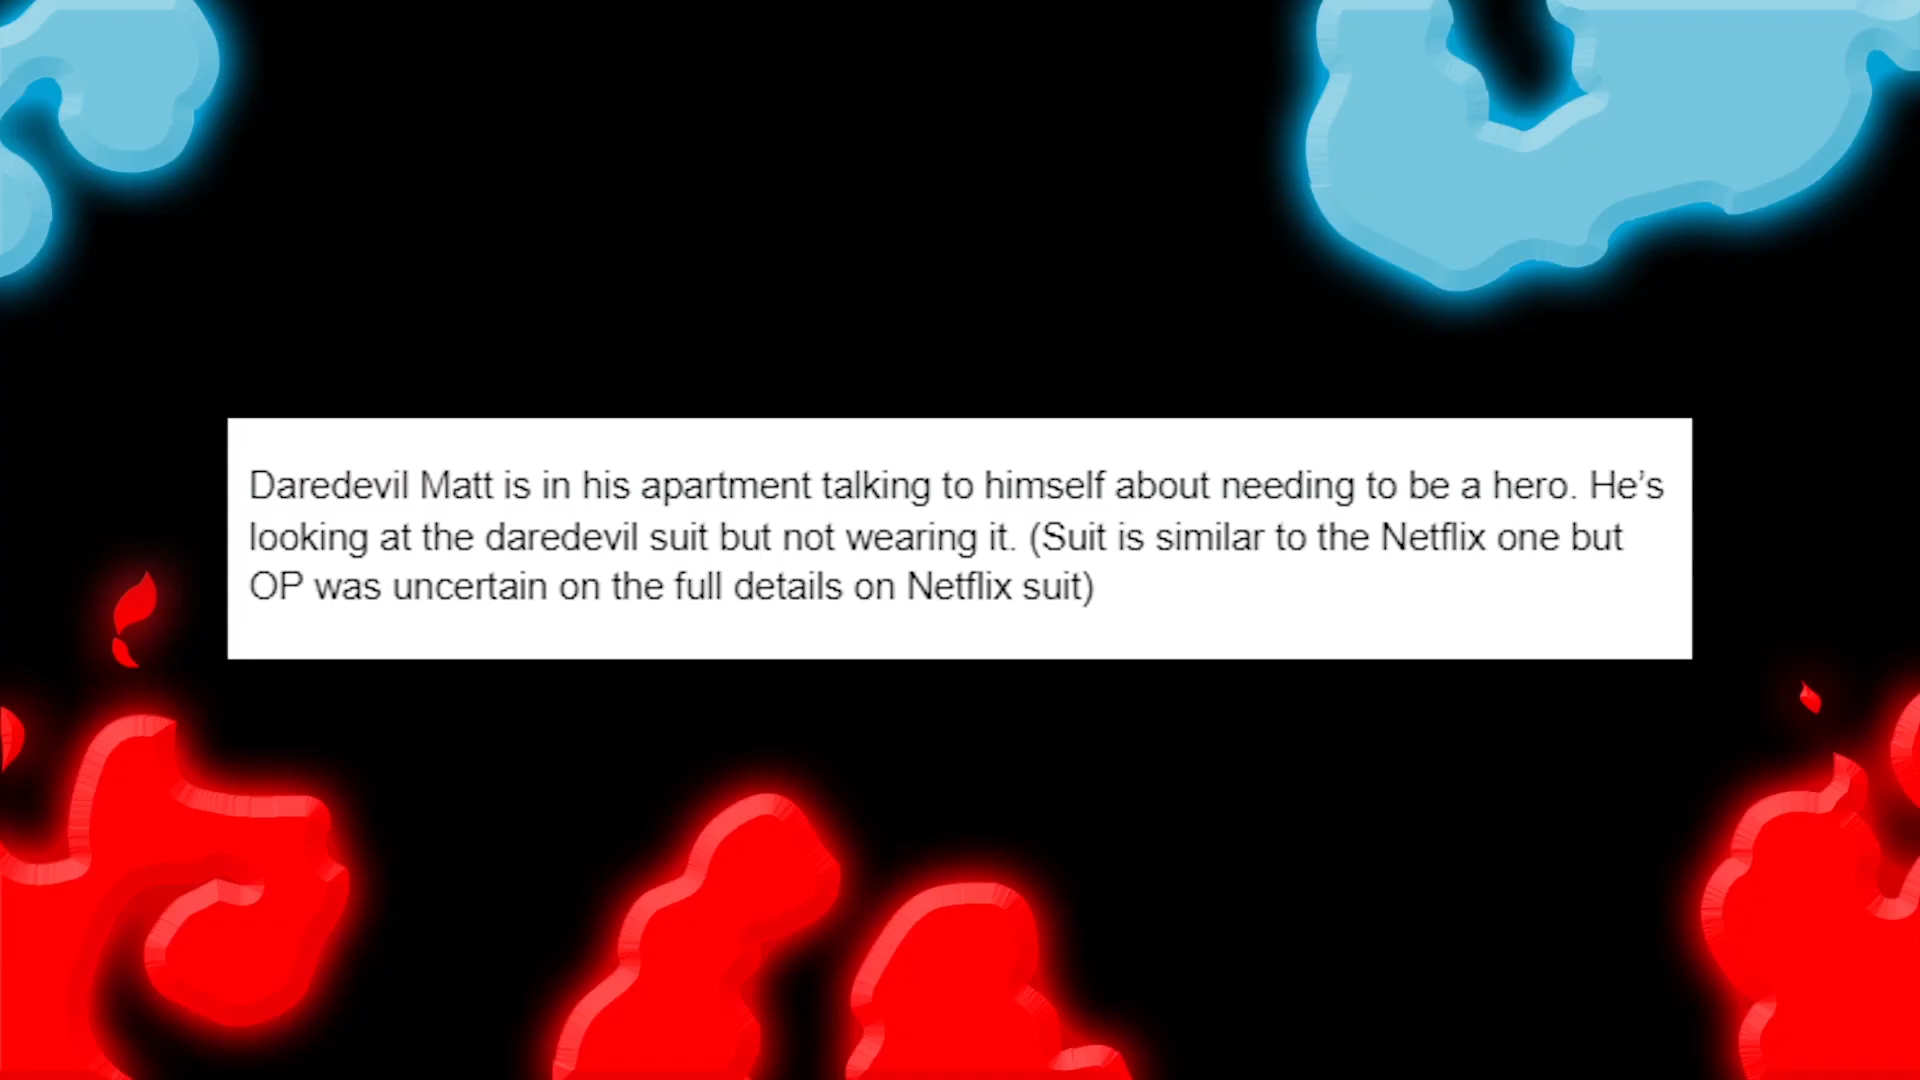 Daredevil Matt is in his apartment talking to himself about needing to be a hero. He’s
looking at the daredevil suit but not wearing it. (Suit is similar to the Netflix one but
OP was uncertain on the full details on Netflix suit)